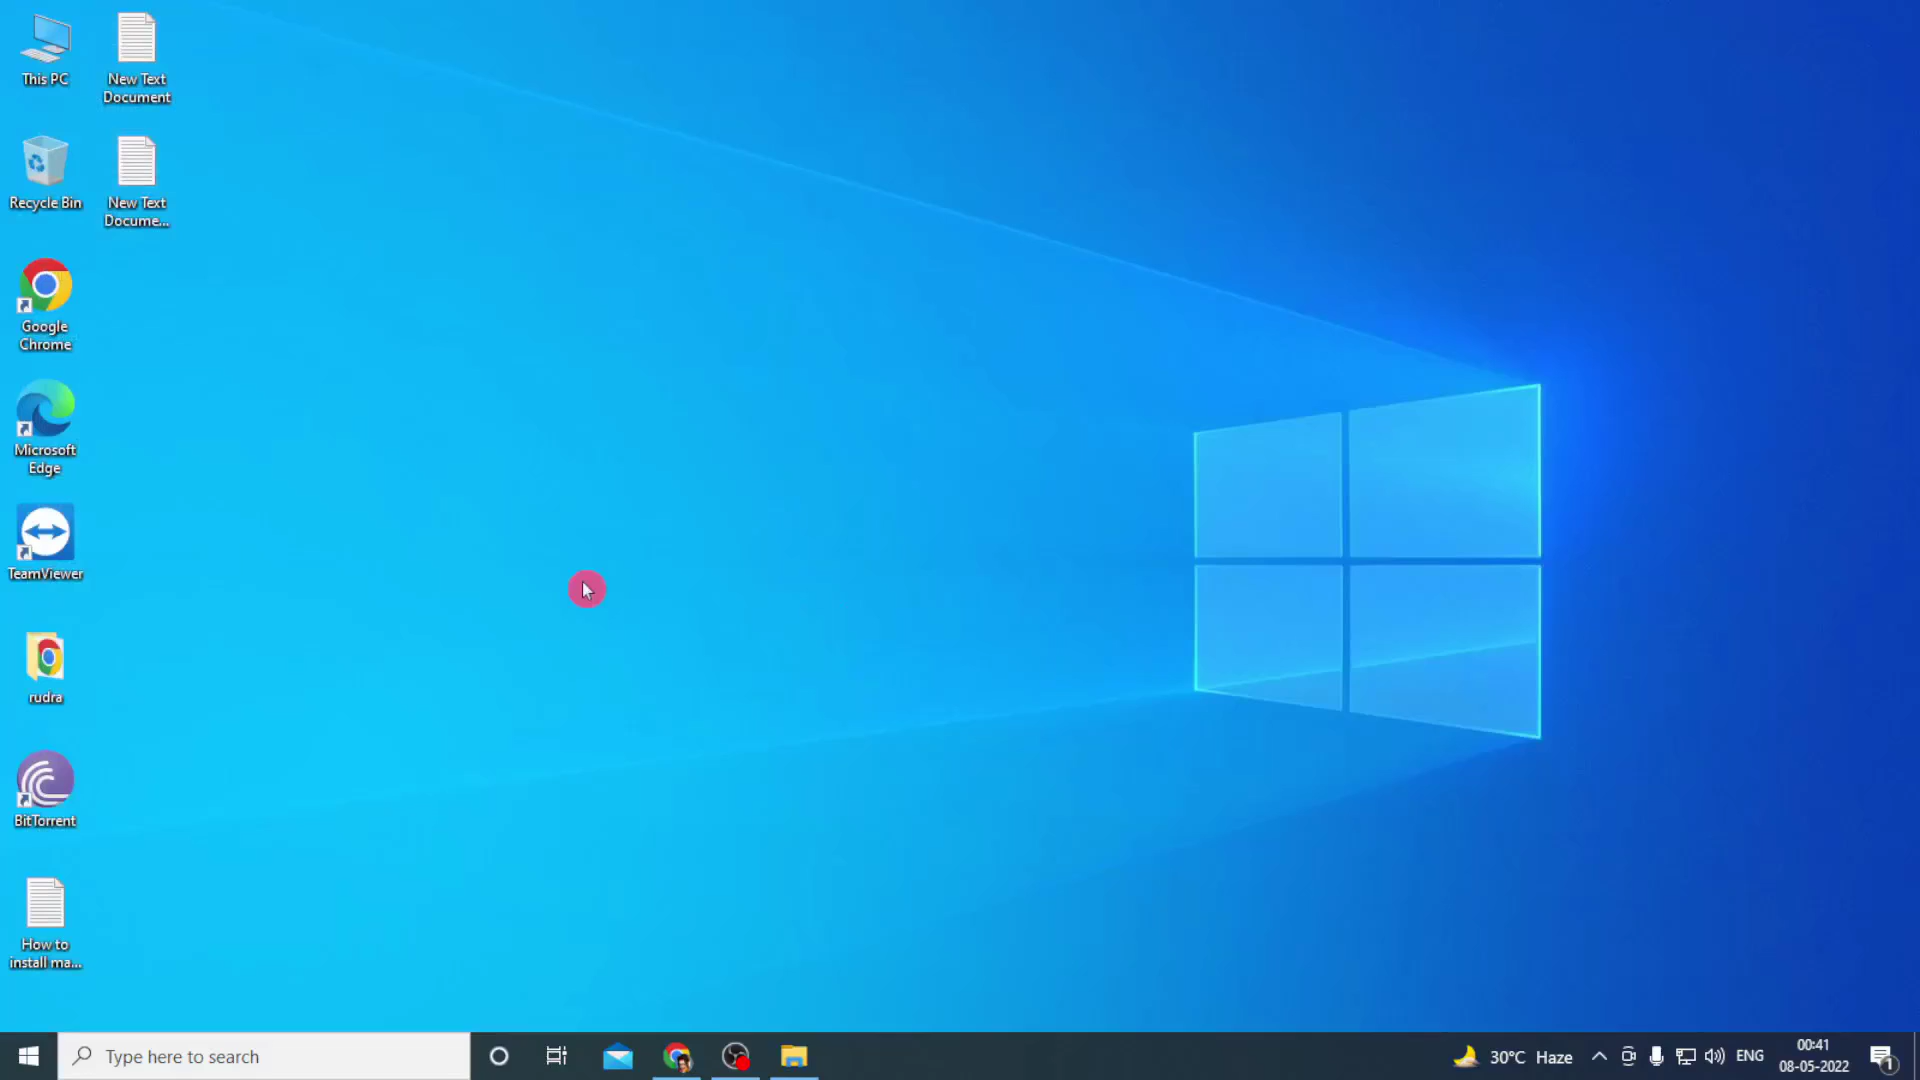 This PC
New Text
Document
Recycle Bin
New Text
Docume...
Google
Chrome
Microsoft
Edge
TeamViewer
rudra
BitTorrent
How to
install ma...
Type here to search
30°C Haze
ENG
00:41
08-05-2022
1